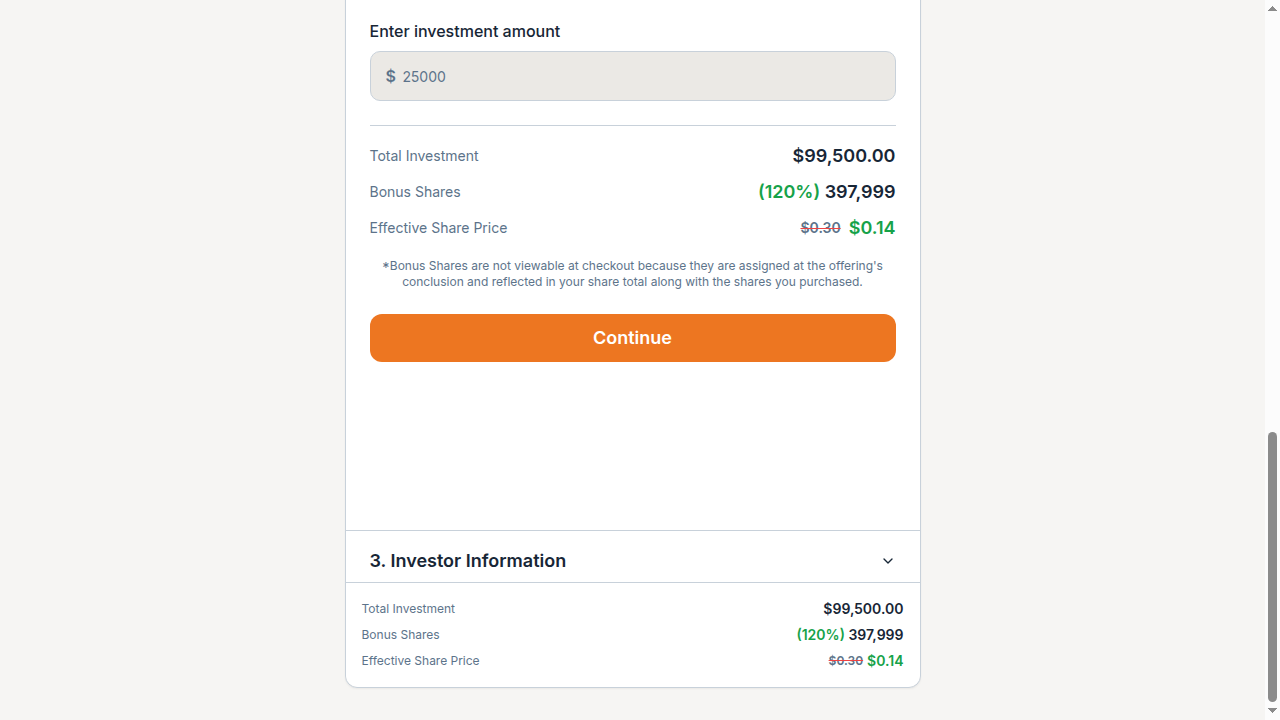 Enter investment amount
$ 25000
Total Investment $99,500.00
Bonus Shares (120%) 397,999
Effective Share Price $0.30 $0.14
*Bonus Shares are not viewable at checkout because they are assigned at the offering's
conclusion and reflected in your share total along with the shares you purchased.
Continue
3. Investor Information
Total Investment $99,500.00
Bonus Shares (120%) 397,999
Effective Share Price $0.30 $0.14